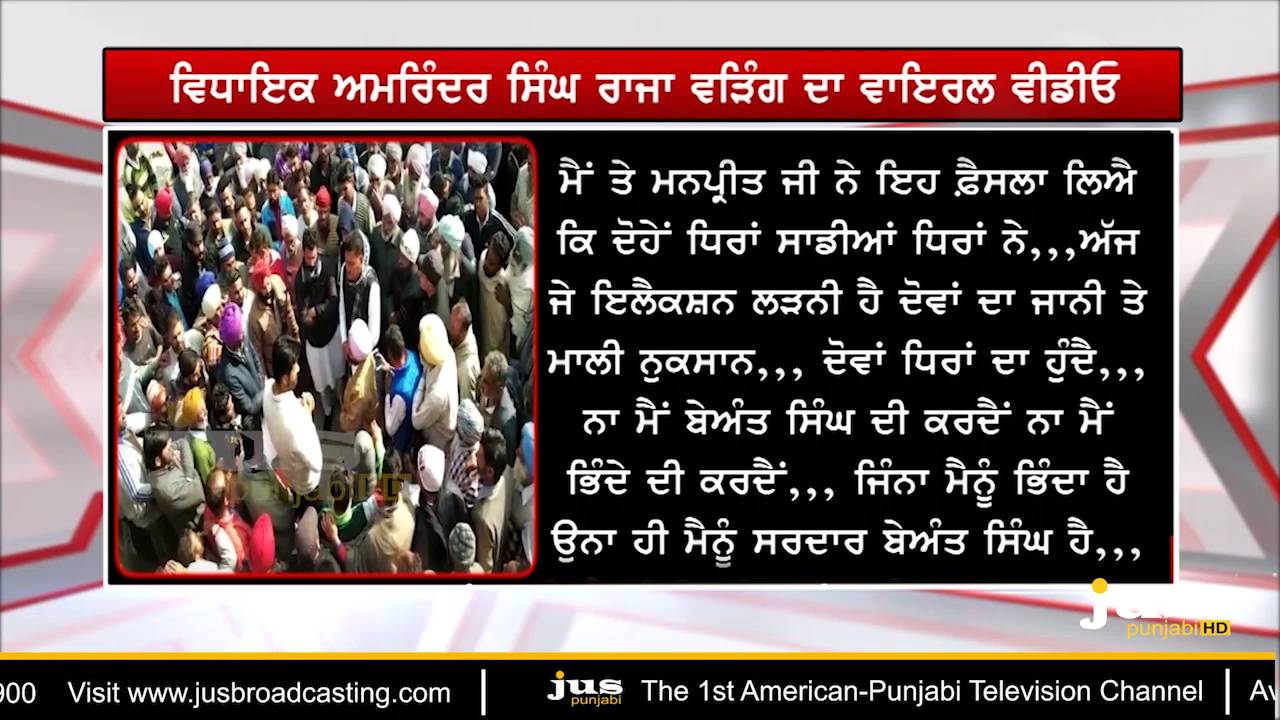 ਵਿਧਾਇਕ ਅਮਰਿੰਦਰ ਸਿੰਘ ਰਾਜਾ ਵੜਿੰਗ ਦਾ ਵਾਇਰਲ ਵੀਡੀਓ
ਮੈਂ ਤੇ ਮਨਪ੍ਰੀਤ ਜੀ ਨੇ ਇਹ ਫ਼ੈਸਲਾ ਲਿਐ
ਕਿ ਦੋਹੇਂ ਧਿਰਾਂ ਸਾਡੀਆਂ ਧਿਰਾਂ ਨੇ,,,ਅੱਜ
ਜੇ ਇਲੈਕਸ਼ਨ ਲੜਨੀ ਹੈ ਦੋਵਾਂ ਦਾ ਜਾਨੀ ਤੇ
ਮਾਲੀ ਨੁਕਸਾਨ,,, ਦੋਵਾਂ ਧਿਰਾਂ ਦਾ ਹੁੰਦੈ,,,
ਨਾ ਮੈਂ ਬੇਅੰਤ ਸਿੰਘ ਦੀ ਕਰਦੈਂ ਨਾ ਮੈਂ
ਭਿੰਦੇ ਦੀ ਕਰਦੈਂ,,, ਜਿੰਨਾ ਮੈਨੂੰ ਭਿੰਦਾ ਹੈ
ਉਨਾ ਹੀ ਮੈਨੂੰ ਸਰਦਾਰ ਬੇਅੰਤ ਸਿੰਘ ਹੈ,,,
punjabi HD
900 Visit www.jusbroadcasting.com | jus punjabi The 1st American-Punjabi Television Channel |